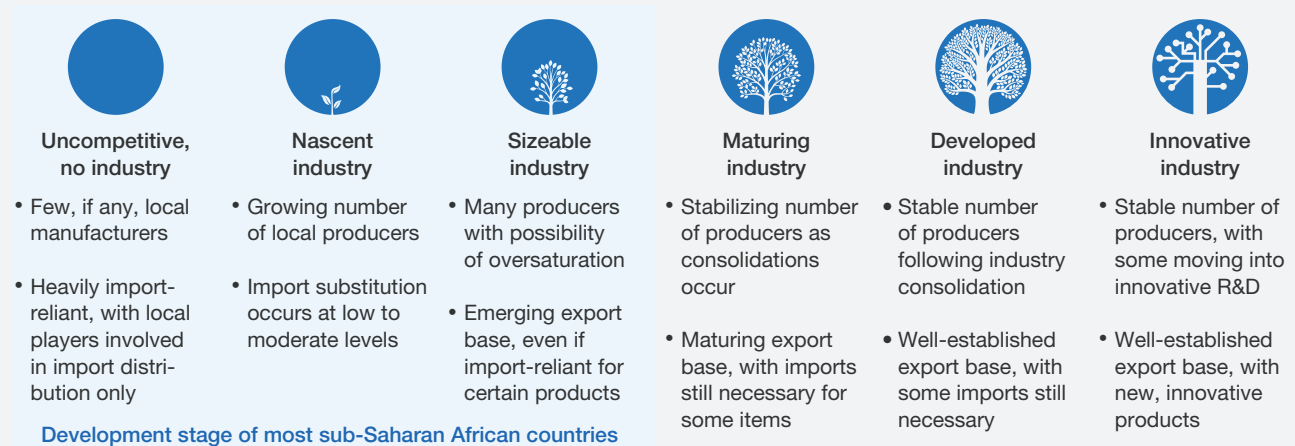 Uncompetitive,
no industry
• Few, if any, local
manufacturers
• Heavily import-
reliant, with local
players involved
in import distri-
bution only
Nascent
industry
• Growing number
of local producers
• Import substitution
occurs at low to
moderate levels
Sizeable
industry
• Many producers
with possibility
of oversaturation
• Emerging export
base, even if
import-reliant for
certain products
Development stage of most sub-Saharan African countries
Maturing
industry
• Stabilizing number
of producers as
consolidations
occur
• Maturing export
base, with imports
still necessary for
some items
Developed
industry
• Stable number
of producers
following industry
consolidation
• Well-established
export base, with
some imports still
necessary
Innovative
industry
• Stable number of
producers, with
some moving into
innovative R&D
• Well-established
export base, with
new, innovative
products